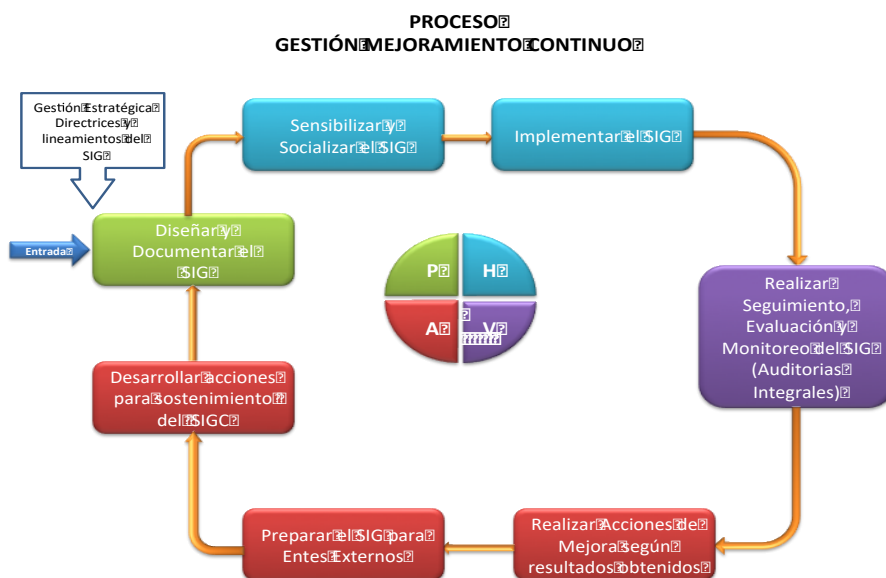 PROCESO
GESTIÓN MEJORAMIENTO CONTINUO
Gestión Estratégica
Directrices y
lineamientos del
SIG
Sensibilizar y
Socializar el SIG
Implementar el SIG
Entrada
Diseñar y
Documentar el
SIG
P
H
A
V
Realizar
Seguimiento,
Evaluación y
Monitoreo del SIG
(Auditorias
Integrales)
Desarrollar acciones
para sostenimiento
del SIGC
Preparar el SIG para
Entes Externos
Realizar Acciones de
Mejora según
resultados obtenidos